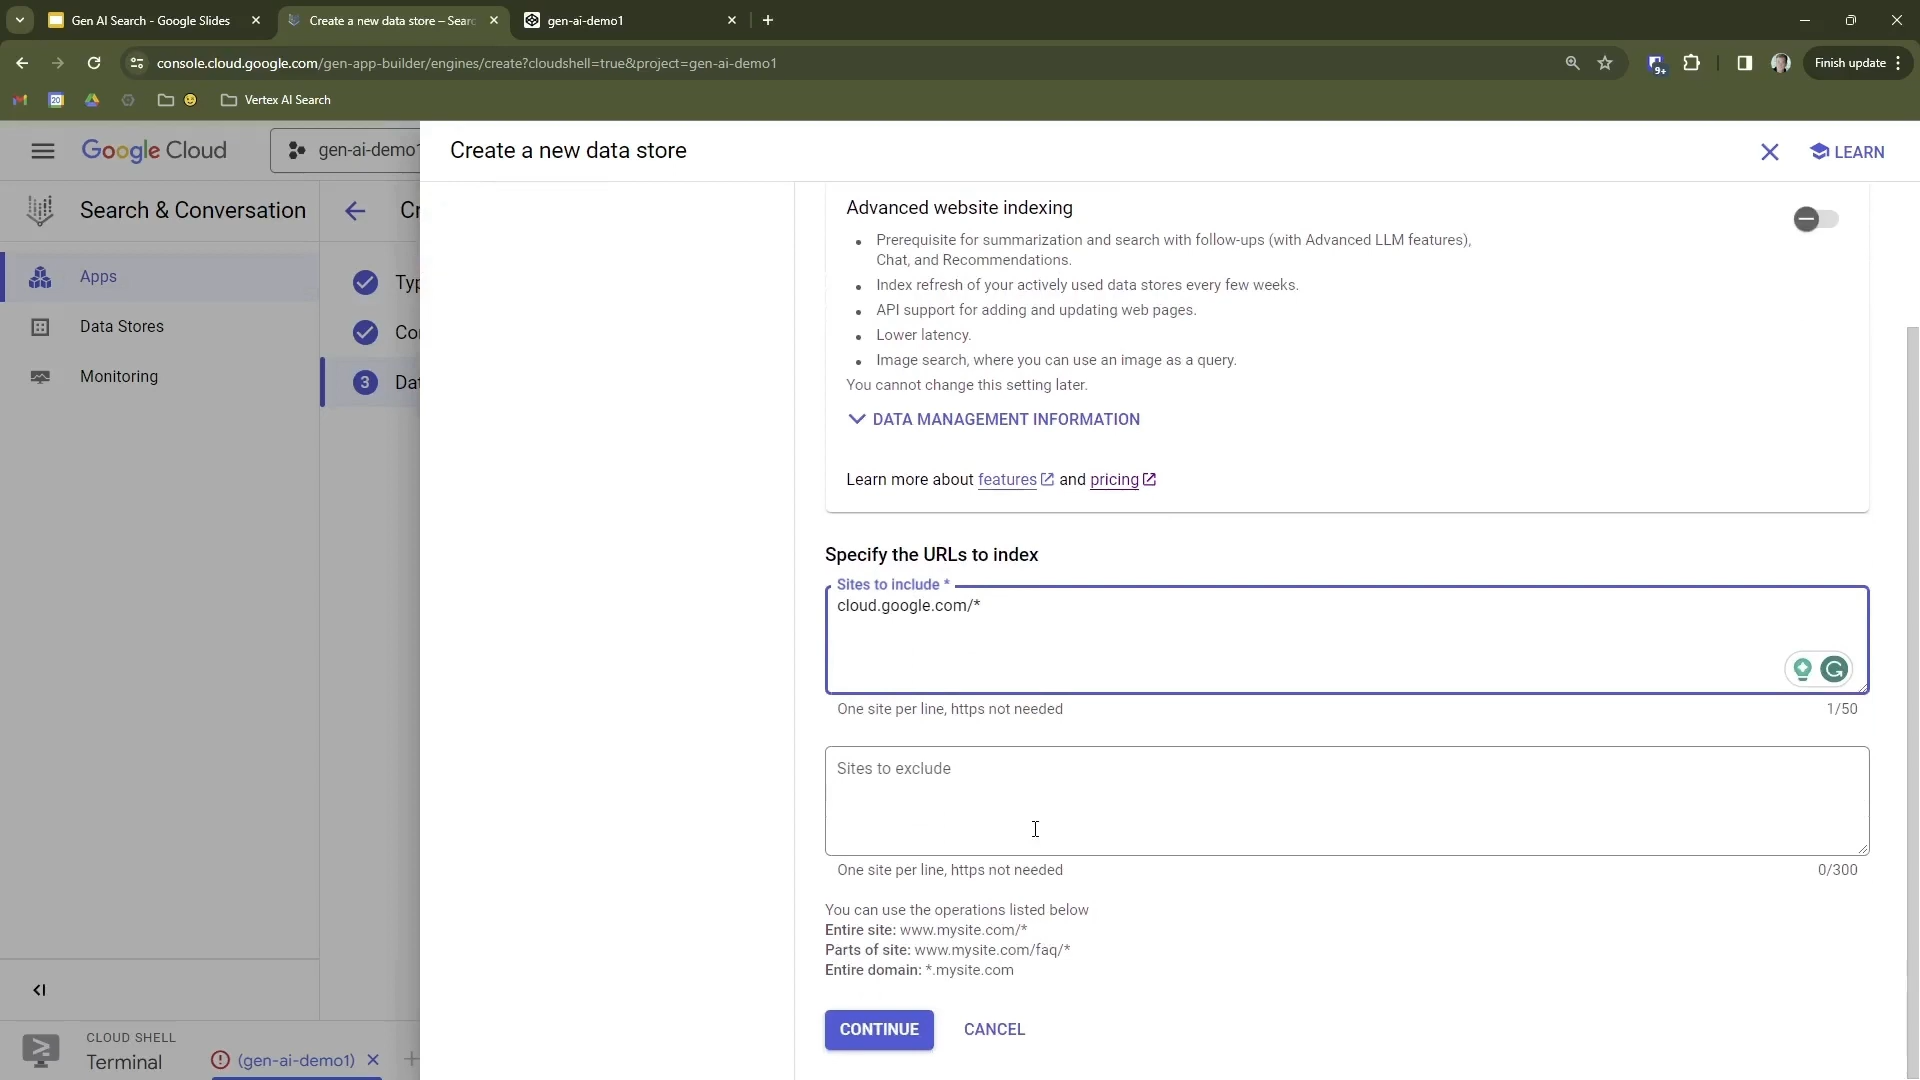 Gen AI Search - Google Slides
Create a new data store – Searc
gen-ai-demo1
console.cloud.google.com/gen-app-builder/engines/create?cloudshell=true&project=gen-ai-demo1
9+
Finish update
20
Vertex AI Search
Google Cloud
gen-ai-demo1
Create a new data store
LEARN
Search & Conversation
Cr
Apps
Data Stores
Monitoring
Typ
Con
3
Dat
Advanced website indexing
Prerequisite for summarization and search with follow-ups (with Advanced LLM features),
Chat, and Recommendations.
Index refresh of your actively used data stores every few weeks.
API support for adding and updating web pages.
Lower latency.
Image search, where you can use an image as a query.
You cannot change this setting later.
DATA MANAGEMENT INFORMATION
Learn more about features and pricing
Specify the URLs to index
Sites to include *
cloud.google.com/*
One site per line, https not needed
1/50
Sites to exclude
One site per line, https not needed
0/300
You can use the operations listed below
Entire site: www.mysite.com/*
Parts of site: www.mysite.com/faq/*
Entire domain: *.mysite.com
CONTINUE
CANCEL
CLOUD SHELL
Terminal
(gen-ai-demo1)